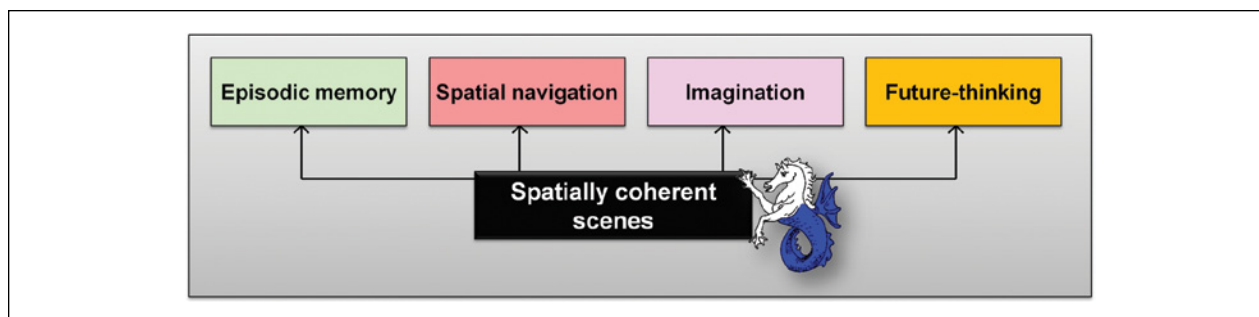 Episodic memory
Spatial navigation
Imagination
Future-thinking
Spatially coherent
scenes